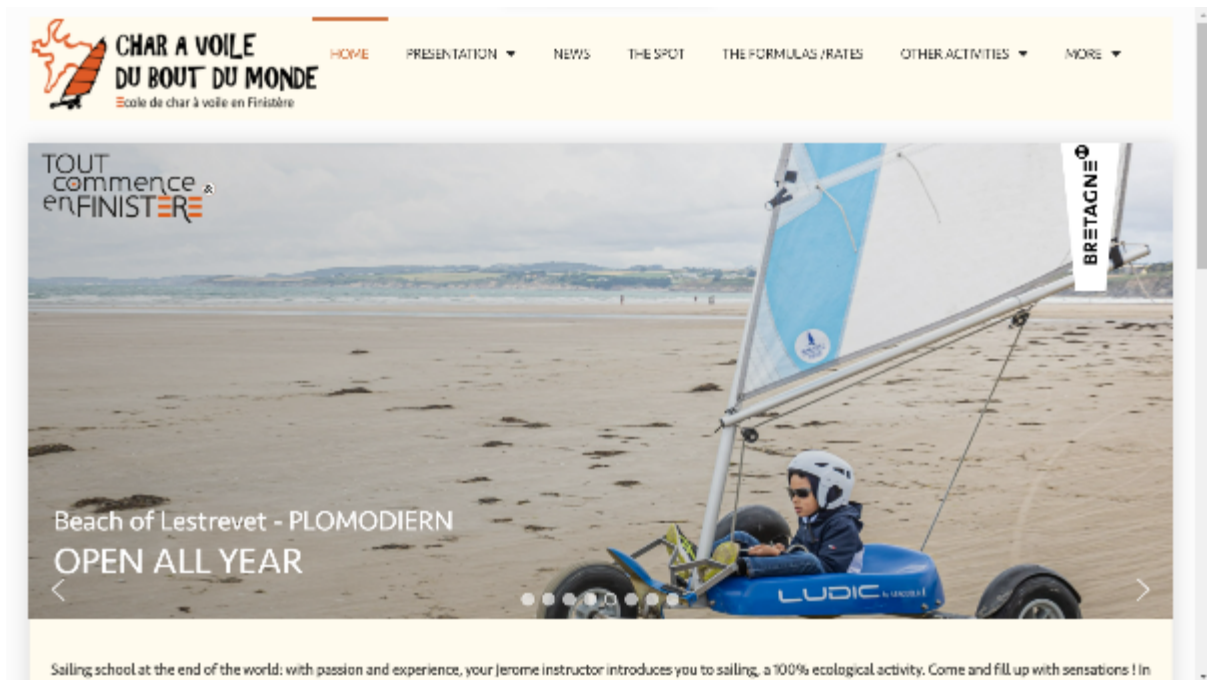 CHAR A VOILE
DU BOUT DU MONDE
Ecole de char à voile en Finistère
HOME
PRESENTATION
NEWS
THE SPOT
THE FORMULAS /RATES
OTHER ACTIVITIES
MORE
TOUT
commence &
en FINISTERE
BRETAGNE
Beach of Lestrevet - PLOMODIERN
OPEN ALL YEAR
LUDIC
Sailing school at the end of the world: with passion and experience, your Jerome instructor introduces you to sailing, a 100% ecological activity. Come and fill up with sensations ! In